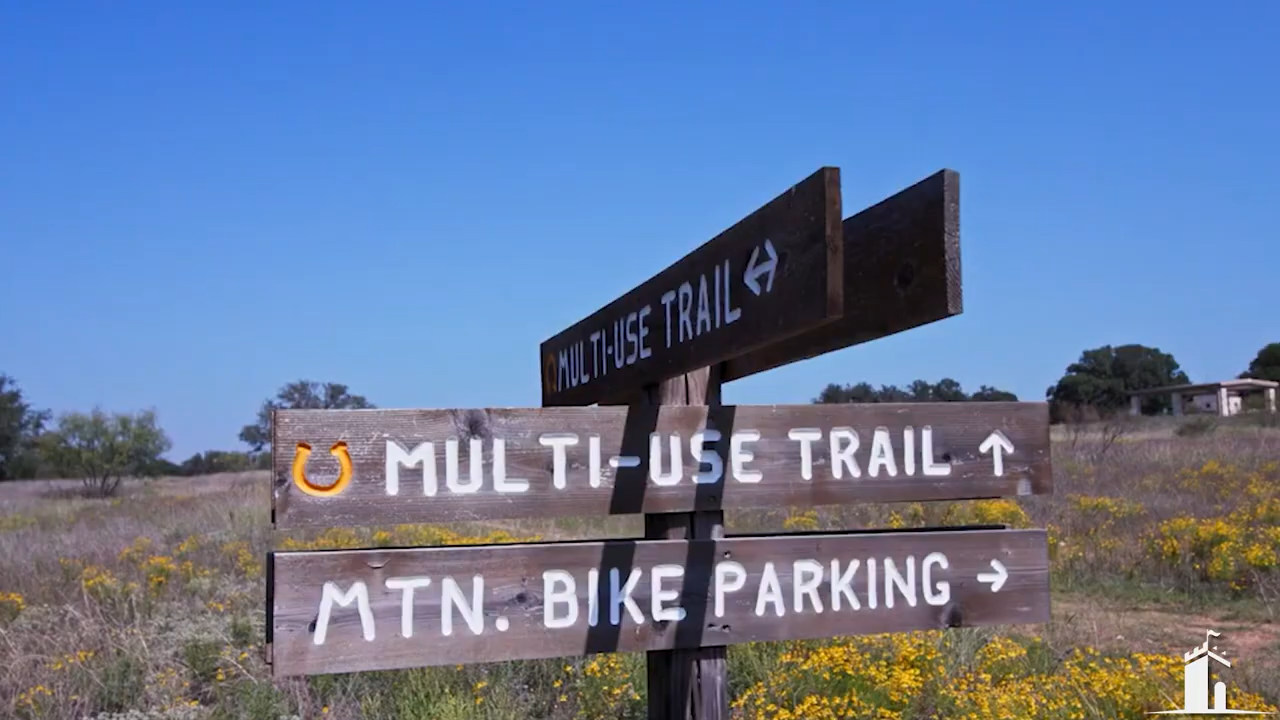 MULTI-USE TRAIL ↔
MULTI-USE TRAIL ↑
MTN. BIKE PARKING →